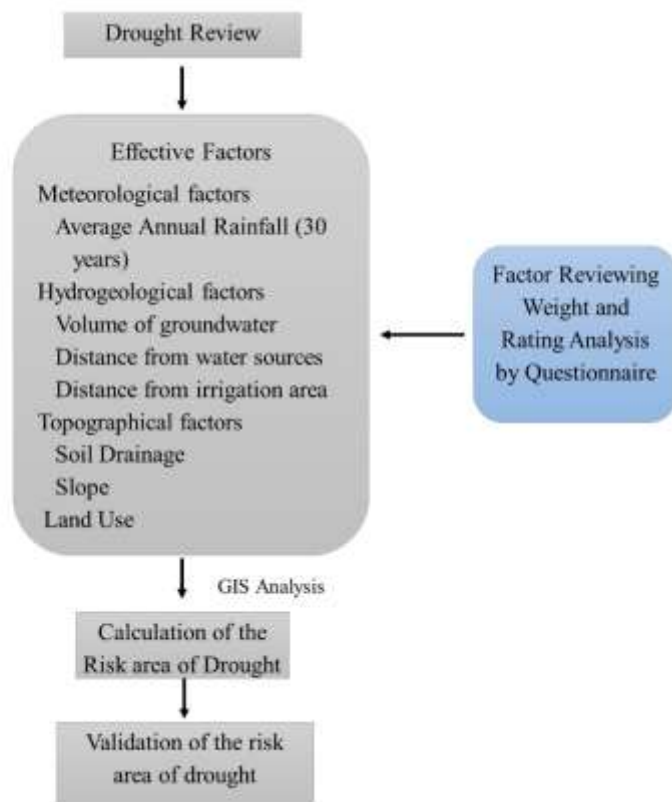 Drought Review
Effective Factors
Meteorological factors
Average Annual Rainfall (30
years)
Hydrogeological factors
Volume of groundwater
Distance from water sources
Distance from irrigation area
Topographical factors
Soil Drainage
Slope
Land Use
Factor Reviewing
Weight and
Rating Analysis
by Questionnaire
GIS Analysis
Calculation of the
Risk area of Drought
Validation of the risk
area of drought